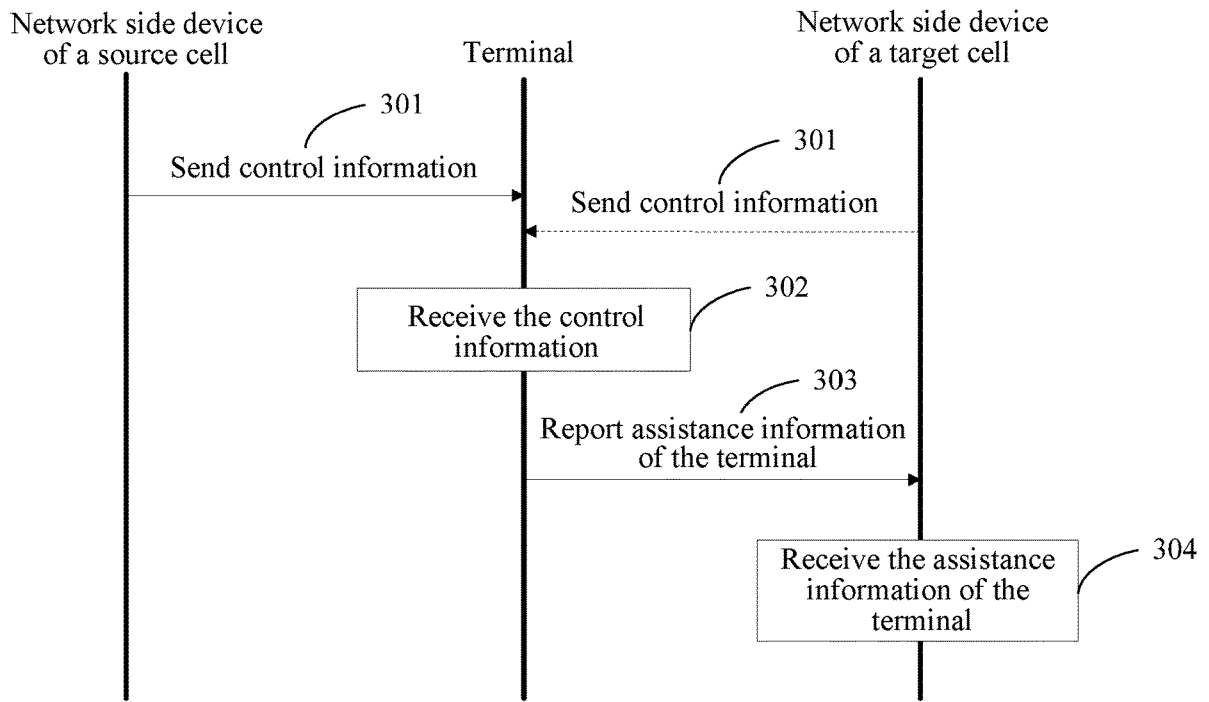 Network side device
of a source cell
Terminal
Network side device
of a target cell
301
Send control information
301
Send control information
302
Receive the control
information
303
Report assistance information
of the terminal
304
Receive the assistance
information of the
terminal